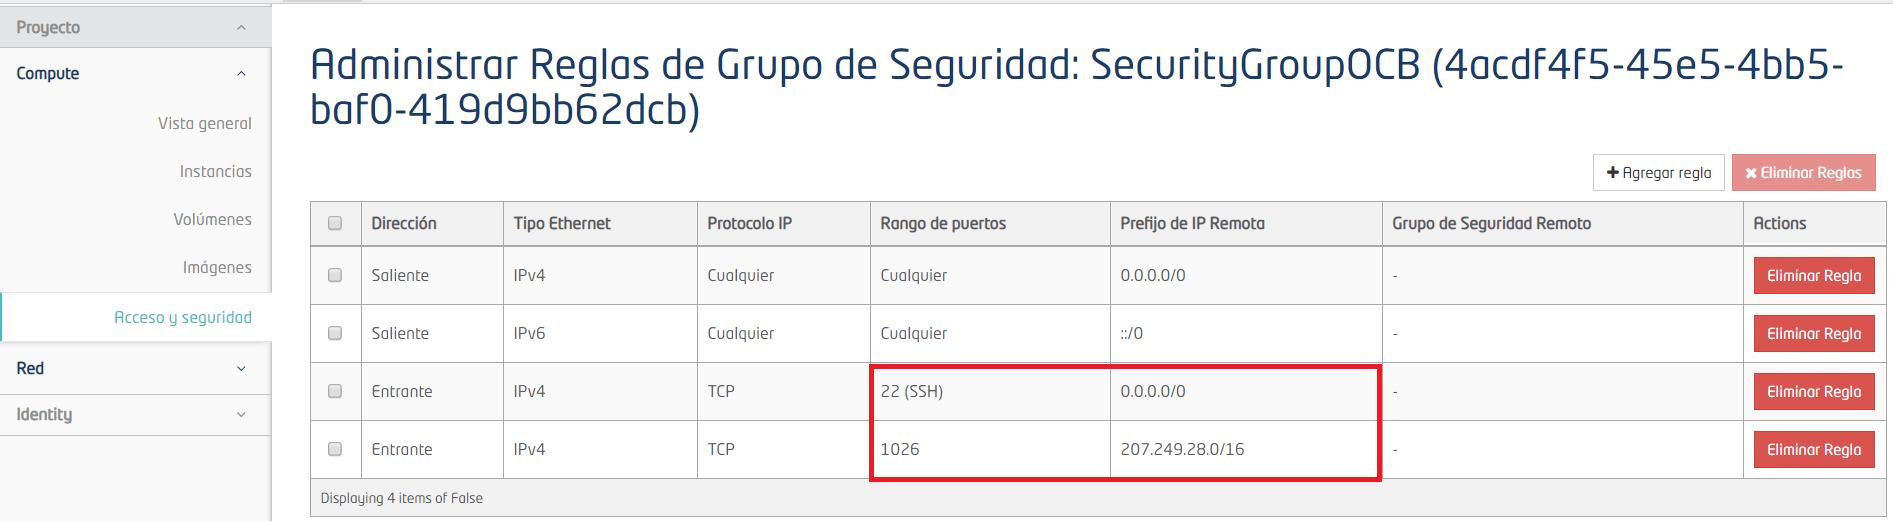 Proyecto
Compute
Vista general
Instancias
Volúmenes
Imágenes
Acceso y seguridad
Red
Identity
Administrar Reglas de Grupo de Seguridad: SecurityGroupOCB (4acdf4f5-45e5-4bb5-
baf0-419d9bb62dcb)
Agregar regla Eliminar Reglas
Dirección Tipo Ethernet Protocolo IP Rango de puertos Prefijo de IP Remota Grupo de Seguridad Remoto Actions
Saliente IPv4 Cualquier Cualquier 0.0.0.0/0 - Eliminar Regla
Saliente IPv6 Cualquier Cualquier ::/0 - Eliminar Regla
Entrante IPv4 TCP 22 (SSH) 0.0.0.0/0 - Eliminar Regla
Entrante IPv4 TCP 1026 207.249.28.0/16 - Eliminar Regla
Displaying 4 items of False